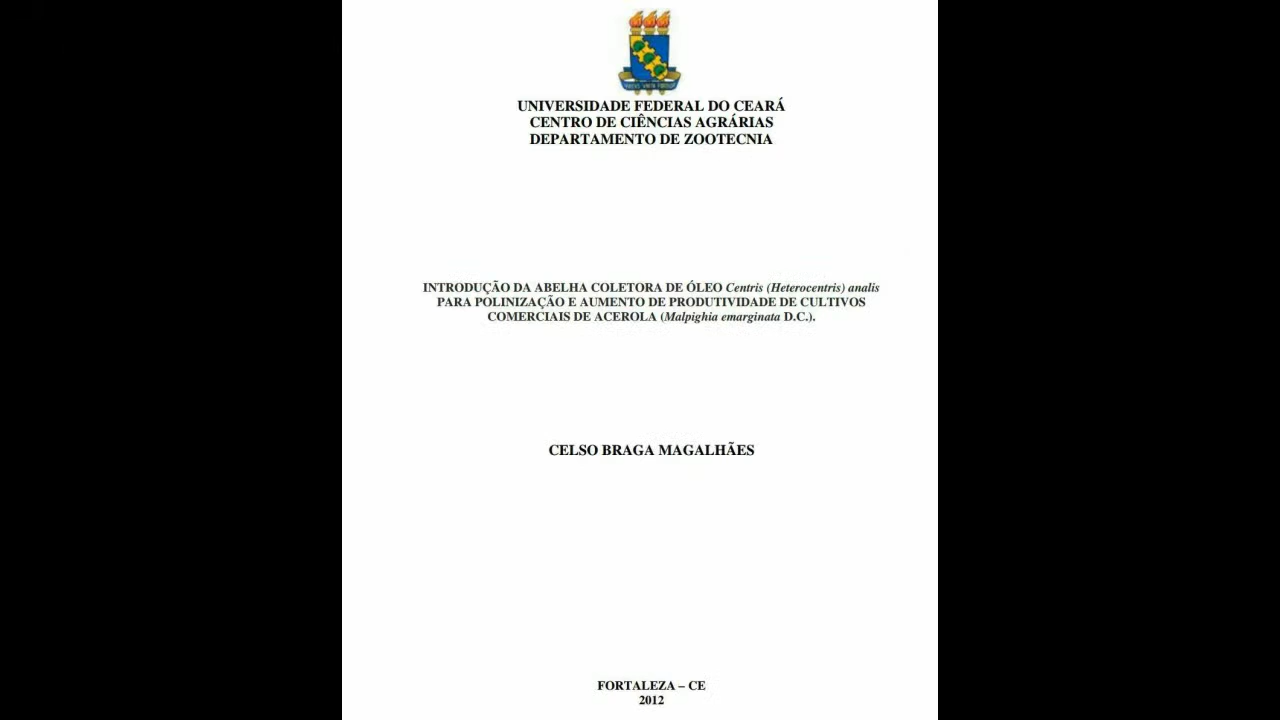 UNIVERSIDADE FEDERAL DO CEARÁ
CENTRO DE CIÊNCIAS AGRÁRIAS
DEPARTAMENTO DE ZOOTECNIA
INTRODUÇÃO DA ABELHA COLETORA DE ÓLEO Centris (Heterocentris) analis
PARA POLINIZAÇÃO E AUMENTO DE PRODUTIVIDADE DE CULTIVOS
COMERCIAIS DE ACEROLA (Malpighia emarginata D.C.).
CELSO BRAGA MAGALHÃES
FORTALEZA – CE
2012